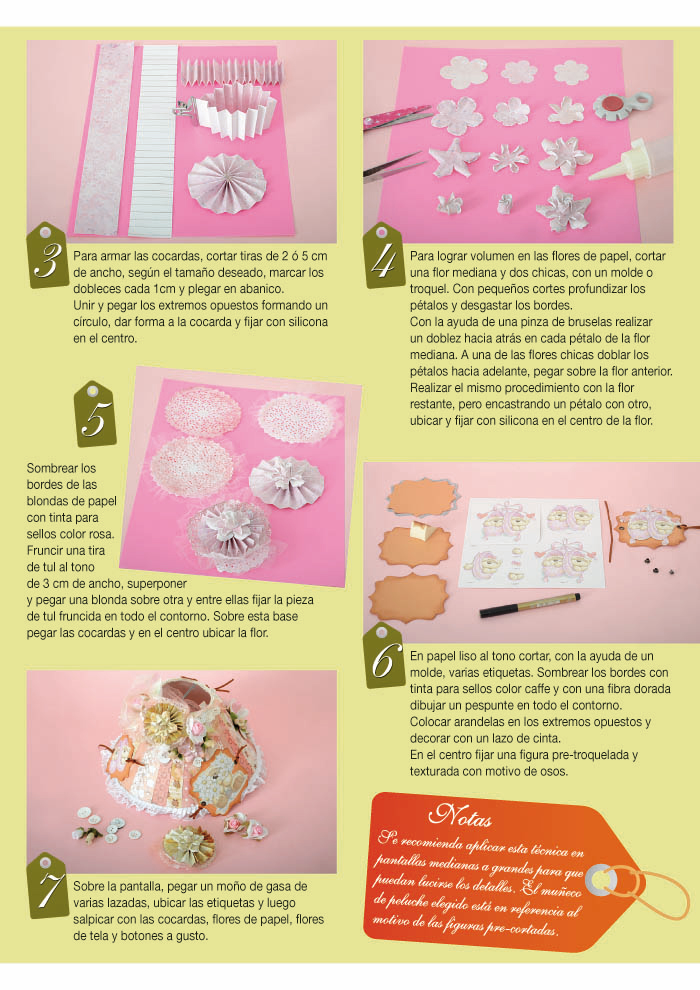 3
Para armar las cocardas, cortar tiras de 2 ó 5 cm
de ancho, según el tamaño deseado, marcar los
dobleces cada 1cm y plegar en abanico.
Unir y pegar los extremos opuestos formando un
círculo, dar forma a la cocarda y fijar con silicona
en el centro.
4
Para lograr volumen en las flores de papel, cortar
una flor mediana y dos chicas, con un molde o
troquel. Con pequeños cortes profundizar los
pétalos y desgastar los bordes.
Con la ayuda de una pinza de bruselas realizar
un doblez hacia atrás en cada pétalo de la flor
mediana. A una de las flores chicas doblar los
pétalos hacia adelante, pegar sobre la flor anterior.
Realizar el mismo procedimiento con la flor
restante, pero encastrando un pétalo con otro,
ubicar y fijar con silicona en el centro de la flor.
5
Sombrear los
bordes de las
blondas de papel
con tinta para
sellos color rosa.
Fruncir una tira
de tul al tono
de 3 cm de ancho, superponer
y pegar una blonda sobre otra y entre ellas fijar la pieza
de tul fruncida en todo el contorno. Sobre esta base
pegar las cocardas y en el centro ubicar la flor.
6
En papel liso al tono cortar, con la ayuda de un
molde, varias etiquetas. Sombrear los bordes con
tinta para sellos color caffe y con una fibra dorada
dibujar un pespunte en todo el contorno.
Colocar arandelas en los extremos opuestos y
decorar con un lazo de cinta.
En el centro fijar una figura pre-troquelada y
texturada con motivo de osos.
7
Sobre la pantalla, pegar un moño de gasa de
varias lazadas, ubicar las etiquetas y luego
salpicar con las cocardas, flores de papel, flores
de tela y botones a gusto.
Notas
Se recomienda aplicar esta técnica en
pantallas medianas a grandes para que
puedan lucirse los detalles. El muñeco
de peluche elegido está en referencia al
motivo de las figuras pre-cortadas.